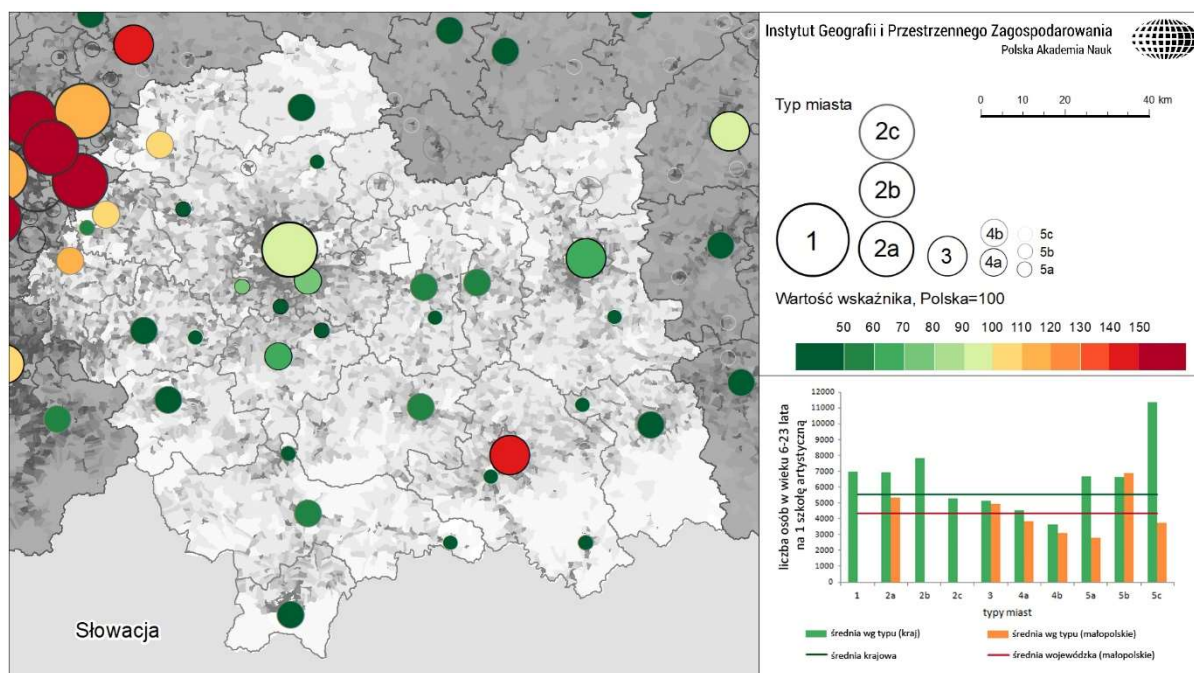 Instytut Geografii i Przestrzennego Zagospodarowania
Polska Akademia Nauk
Typ miasta
0 10 20 40 km
2c
2b
1
2a
3
4b
4a
5c
5b
5a
Wartość wskaźnika, Polska=100
50 60 70 80 90 100 110 120 130 140 150
Słowacja
liczba osób w wieku 6-23 lata
na 1 szkołę artystyczną
12000
11000
10000
9000
8000
7000
6000
5000
4000
3000
2000
1000
0
1 2a 2b 2c 3 4a 4b 5a 5b 5c
typy miast
średnia wg typu (kraj)
średnia wg typu (małopolskie)
średnia krajowa
średnia wojewódzka (małopolskie)